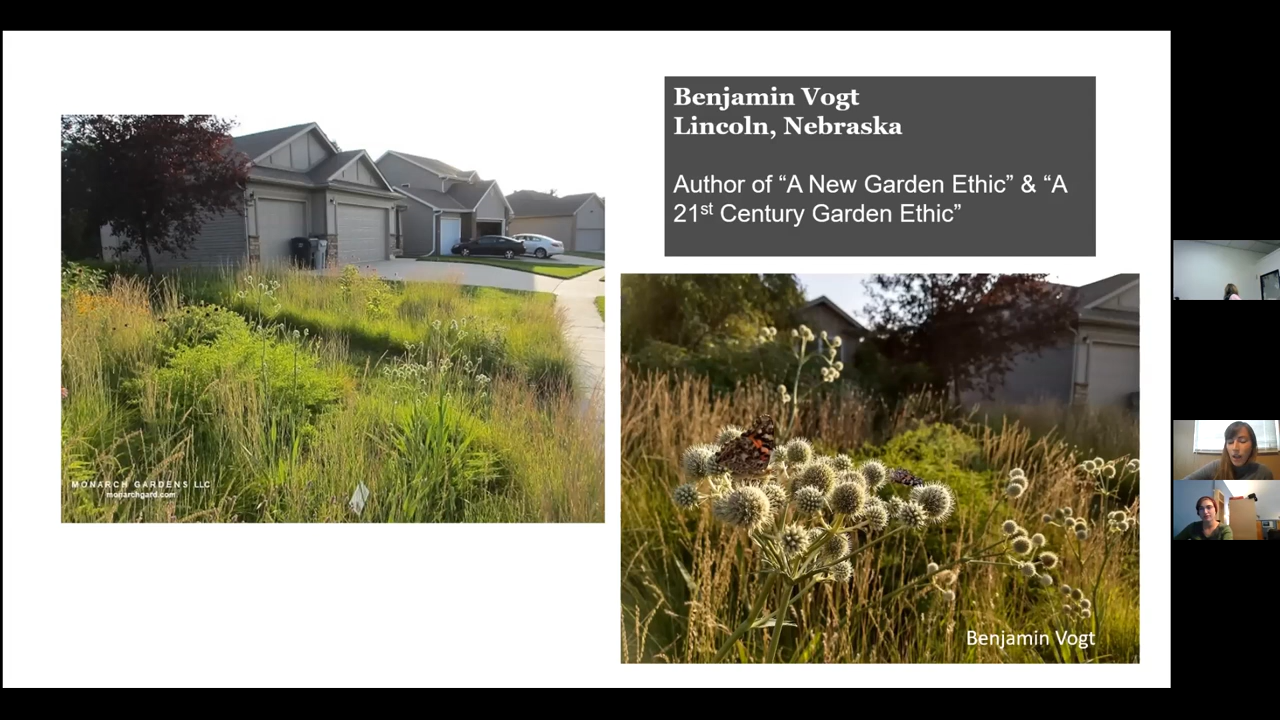 Benjamin Vogt
Lincoln, Nebraska
Author of “A New Garden Ethic” & “A
21st Century Garden Ethic”
MONARCH GARDENS LLC
monarchgard.com
Benjamin Vogt